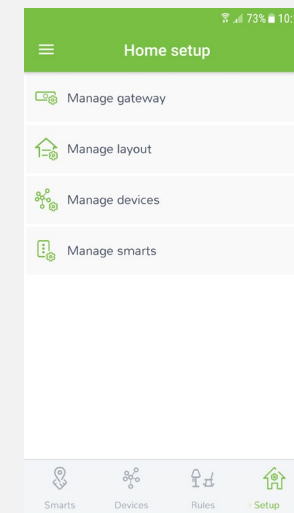 73% 10:
Home setup
Manage gateway
Manage layout
Manage devices
Manage smarts
Smarts Devices Rules Setup